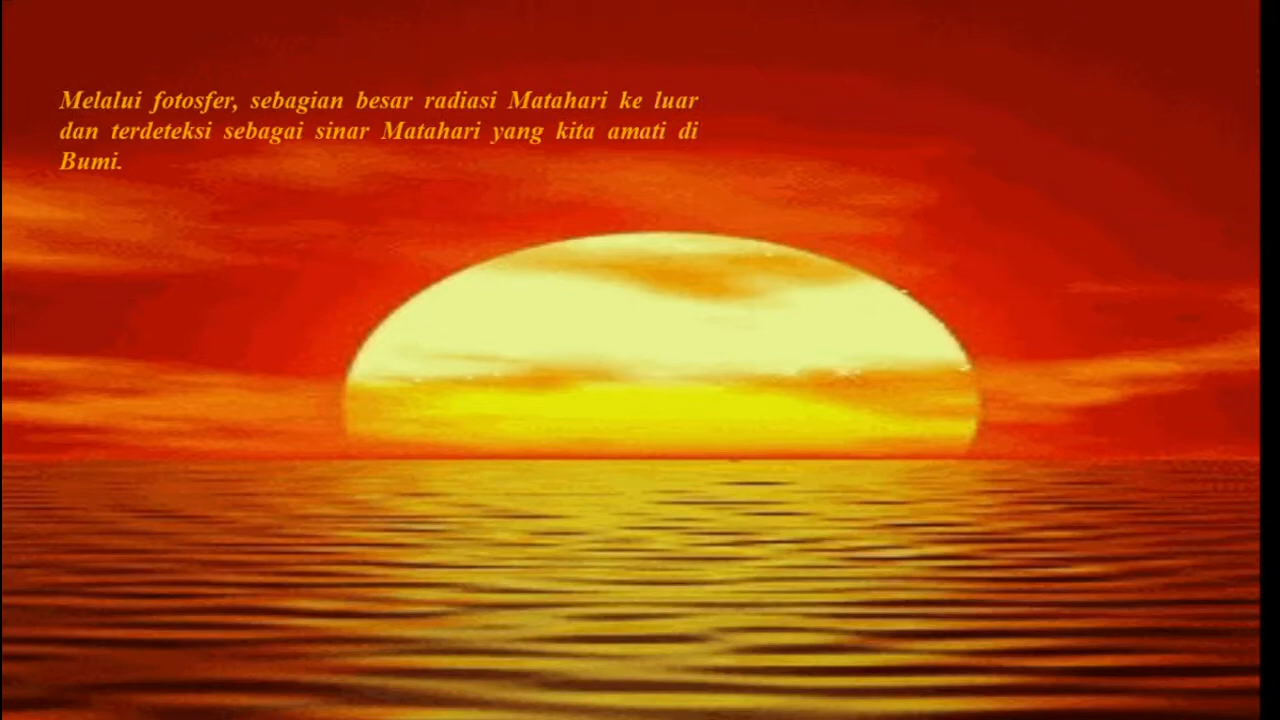 Melalui fotosfer, sebagian besar radiasi Matahari ke luar
dan terdeteksi sebagai sinar Matahari yang kita amati di
Bumi.